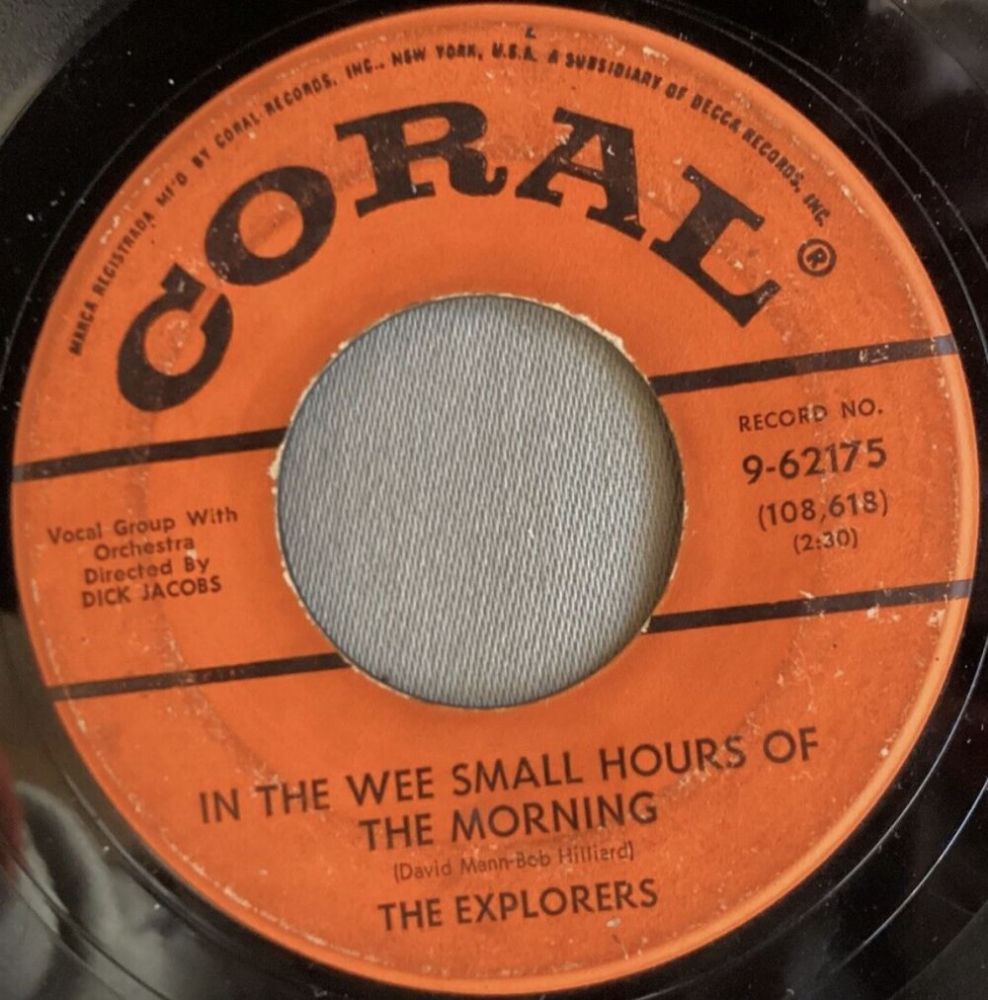 MARCA REGISTRADA MF'D BY CORAL RECORDS, INC., NEW YORK, U.S.A. A SUBSIDIARY OF DECCA RECORDS, INC.
CORAL ®
RECORD NO.
9-62175
(108,618)
(2:30)
Vocal Group With
Orchestra
Directed By
DICK JACOBS
IN THE WEE SMALL HOURS OF
THE MORNING
(David Mann-Bob Hilliard)
THE EXPLORERS